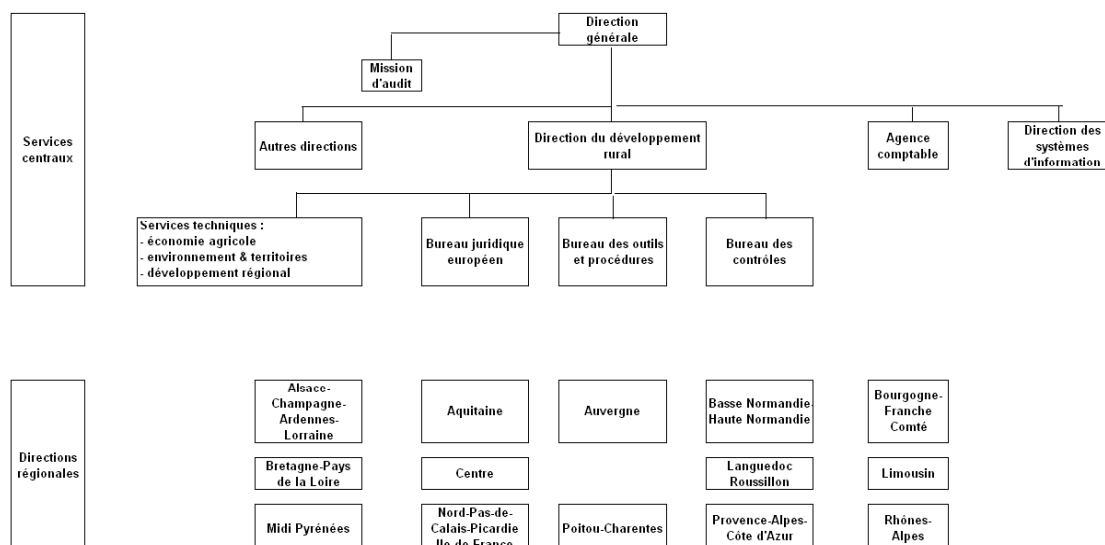 Direction
générale
Mission
d'audit
Services
centraux
Autres directions
Direction du développement
rural
Agence
comptable
Direction des
systèmes
d'information
Services techniques :
- économie agricole
- environnement & territoires
- développement régional
Bureau juridique
européen
Bureau des outils
et procédures
Bureau des
contrôles
Directions
régionales
Alsace-
Champagne-
Ardennes-
Lorraine
Aquitaine
Auvergne
Basse Normandie-
Haute Normandie
Bourgogne-
Franche
Comté
Bretagne-Pays
de la Loire
Centre
Languedoc
Roussillon
Limousin
Midi Pyrénées
Nord-Pas-de-
Calais-Picardie
Ile de France
Poitou-Charentes
Provence-Alpes-
Côte d'Azur
Rhônes-
Alpes